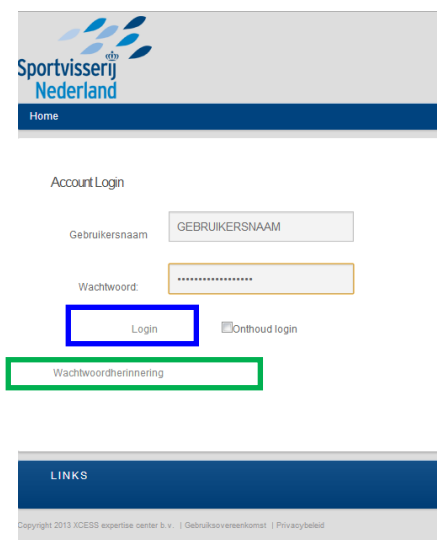 Sportvisserij
Nederland
Home
Account Login
Gebruikersnaam GEBRUIKERSNAAM
Wachtwoord: ••••••••••••••••••
Login Onthoud login
Wachtwoordherinnering
LINKS
Copyright 2013 XCESS expertise center b.v. | Gebruiksovereenkomst | Privacybeleid